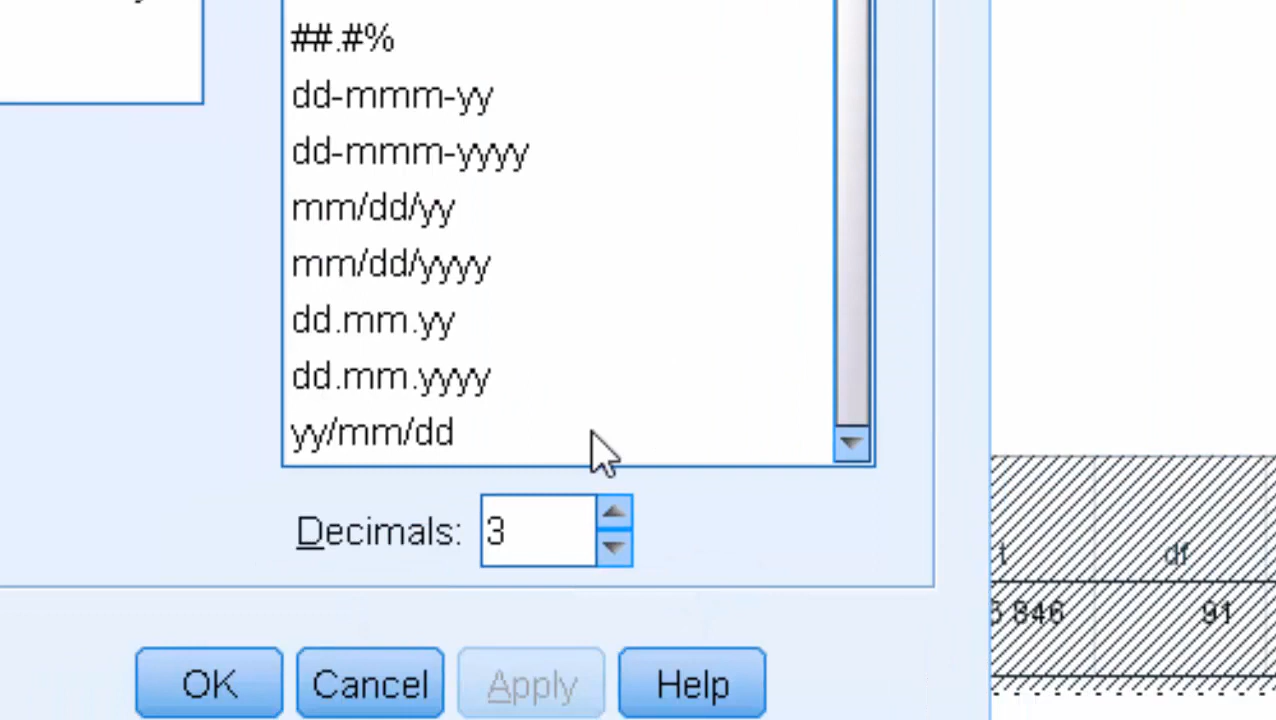 ##.#%
dd-mmm-yy
dd-mmm-yyyy
mm/dd/yy
mm/dd/yyyy
dd.mm.yy
dd.mm.yyyy
yy/mm/dd
Decimals: 3
t df
846 91
OK Cancel Apply Help